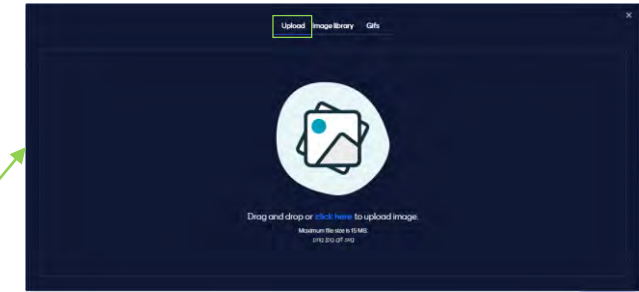 Upload Image library Gifs
×
Drag and drop or click here to upload image.
Maximum file size is 15 MB.
png .jpg .gif .svg